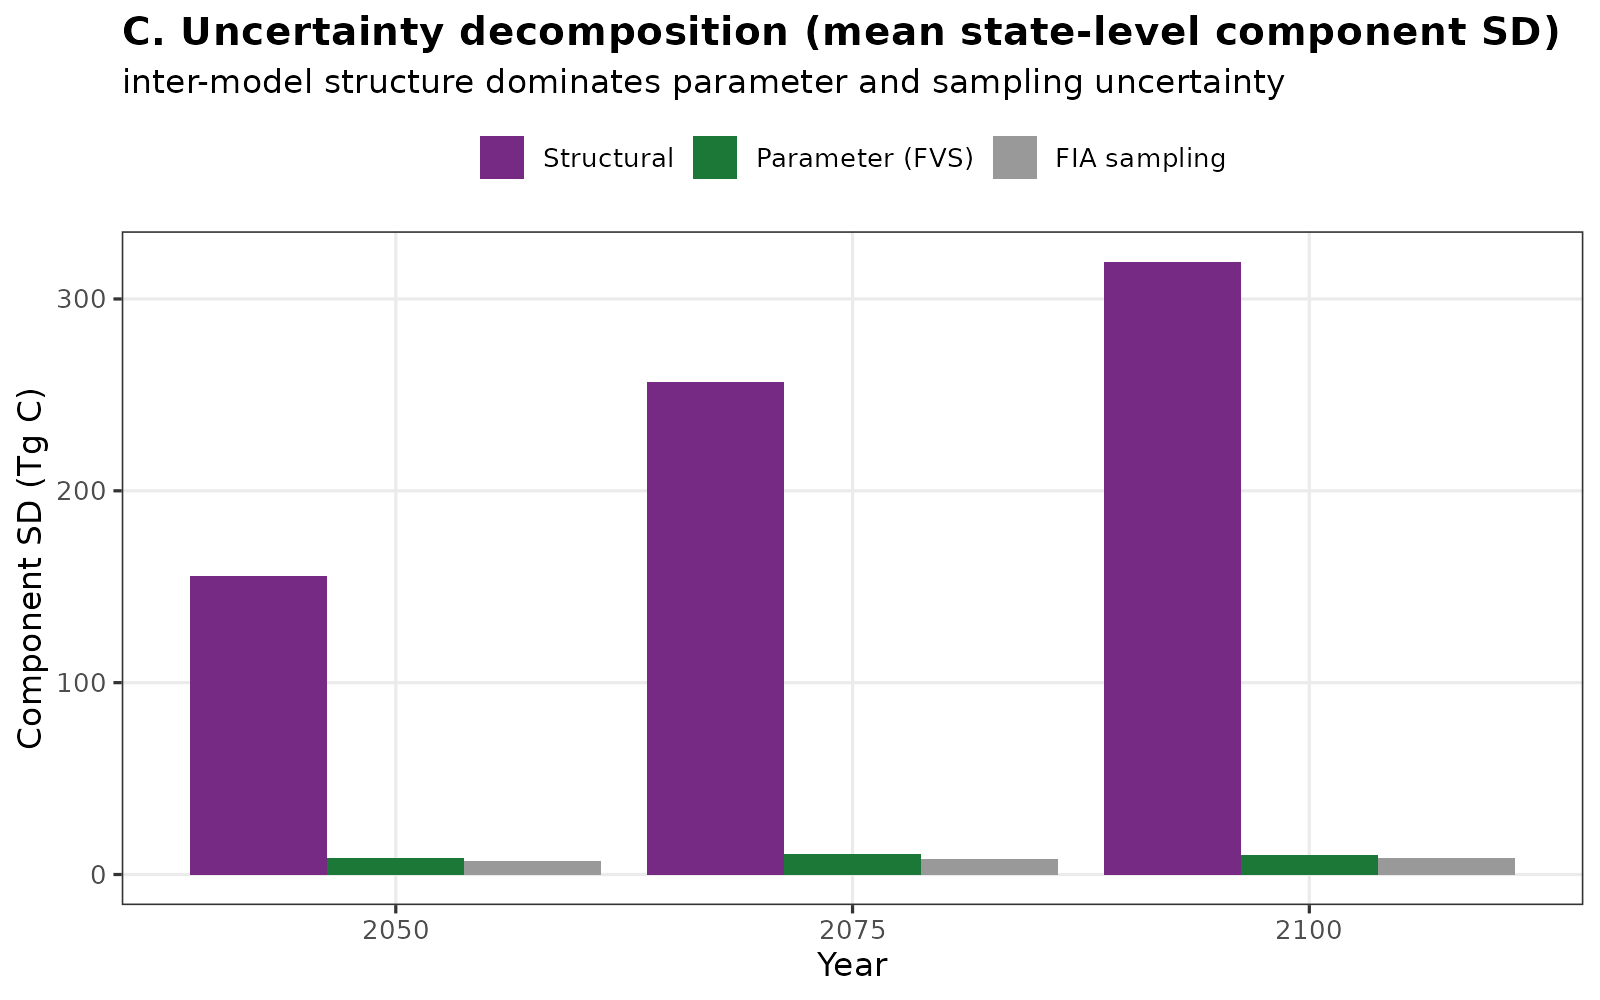 C. Uncertainty decomposition (mean state-level component SD)
inter-model structure dominates parameter and sampling uncertainty
Structural
Parameter (FVS)
FIA sampling
Component SD (Tg C)
300
200
100
0
2050
2075
2100
Year